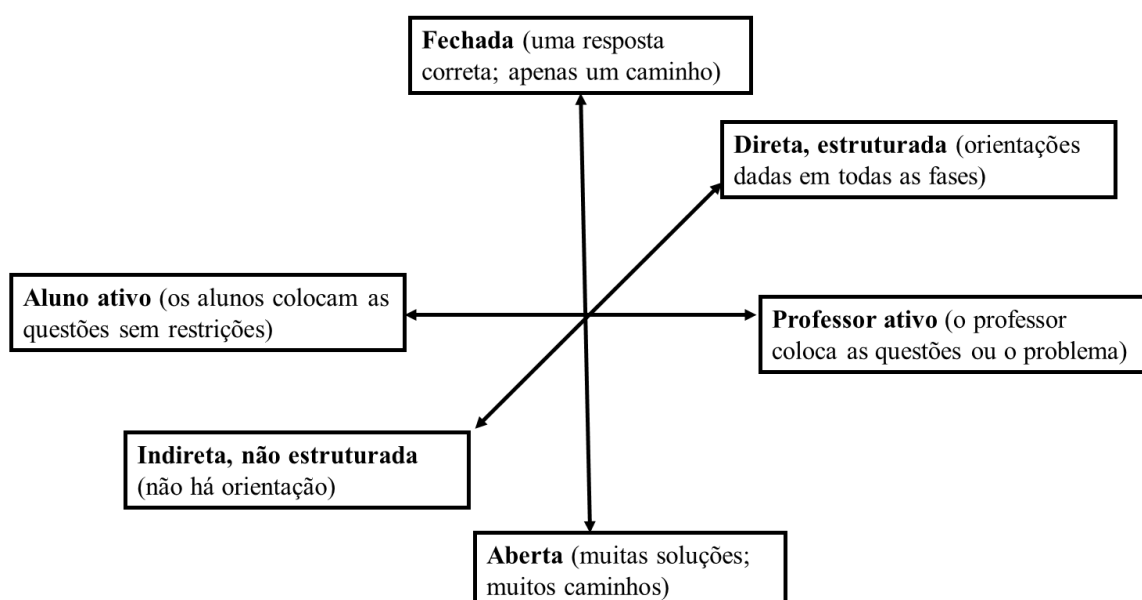 Fechada (uma resposta
correta; apenas um caminho)
Direta, estruturada (orientações
dadas em todas as fases)
Aluno ativo (os alunos colocam as
questões sem restrições)
Professor ativo (o professor
coloca as questões ou o problema)
Indireta, não estruturada
(não há orientação)
Aberta (muitas soluções;
muitos caminhos)